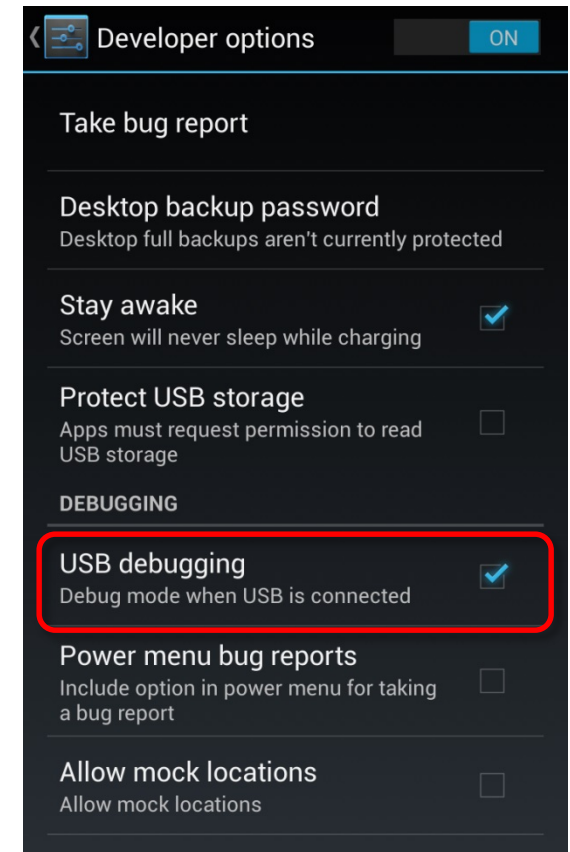 Developer options ON
Take bug report
Desktop backup password
Desktop full backups aren't currently protected
Stay awake
Screen will never sleep while charging
Protect USB storage
Apps must request permission to read
USB storage
DEBUGGING
USB debugging
Debug mode when USB is connected
Power menu bug reports
Include option in power menu for taking
a bug report
Allow mock locations
Allow mock locations